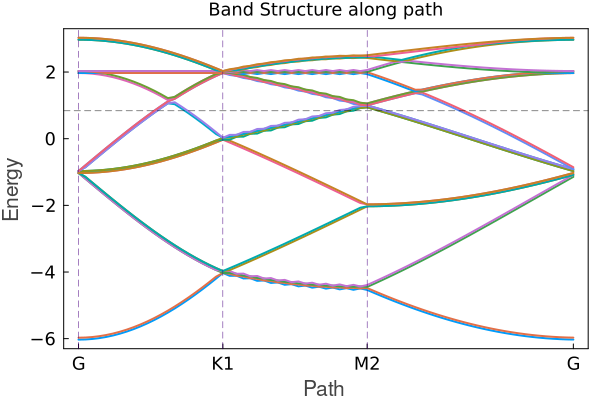 Band Structure along path
Energy
2
0
−2
−4
−6
G
K1
M2
G
Path